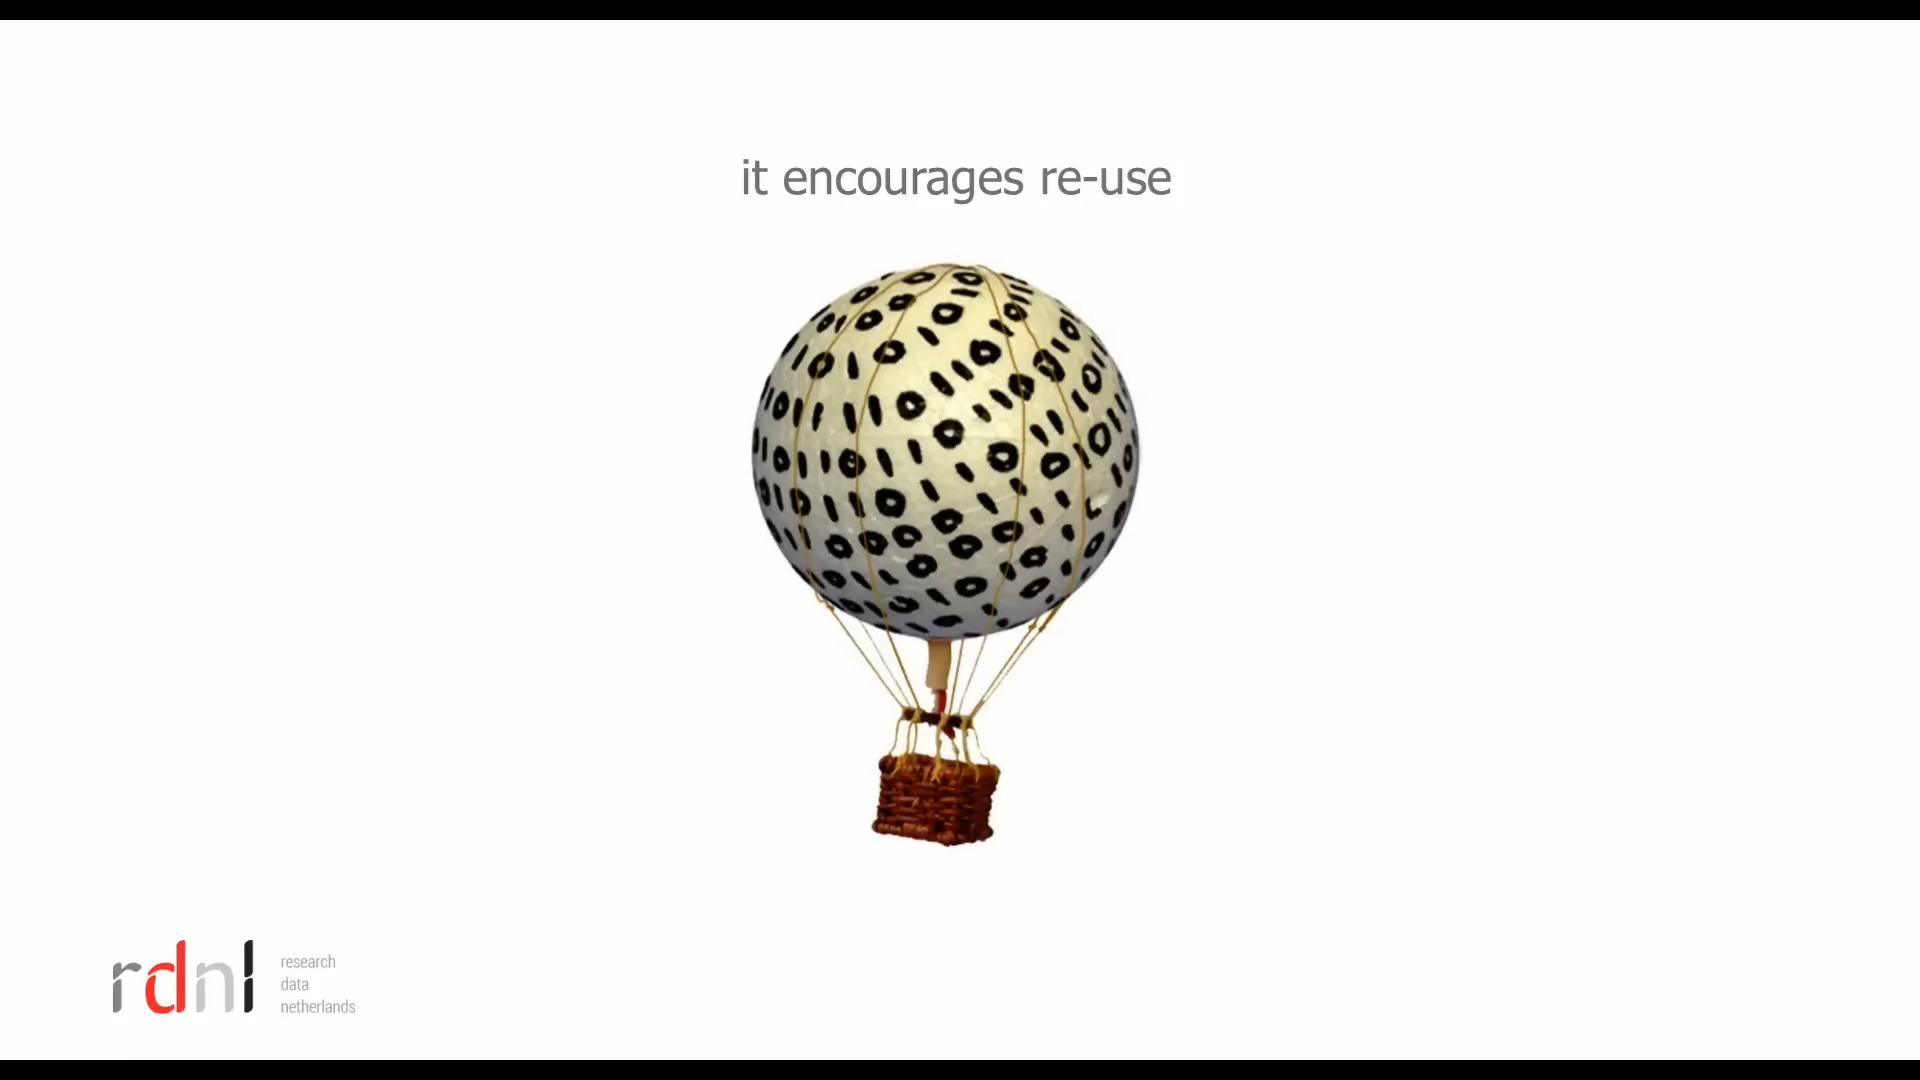 it encourages re-use
rdnl
research
data
netherlands